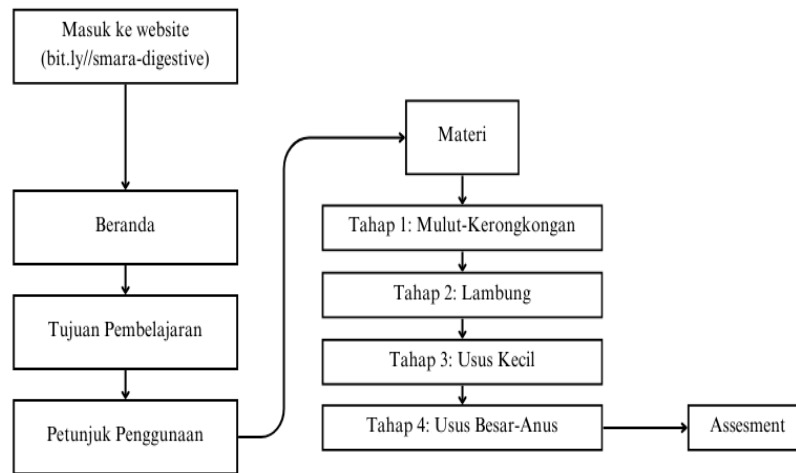 Masuk ke website
(bit.ly//smara-digestive)
Beranda
Tujuan Pembelajaran
Petunjuk Penggunaan
Materi
Tahap 1: Mulut-Kerongkongan
Tahap 2: Lambung
Tahap 3: Usus Kecil
Tahap 4: Usus Besar-Anus
Assesment